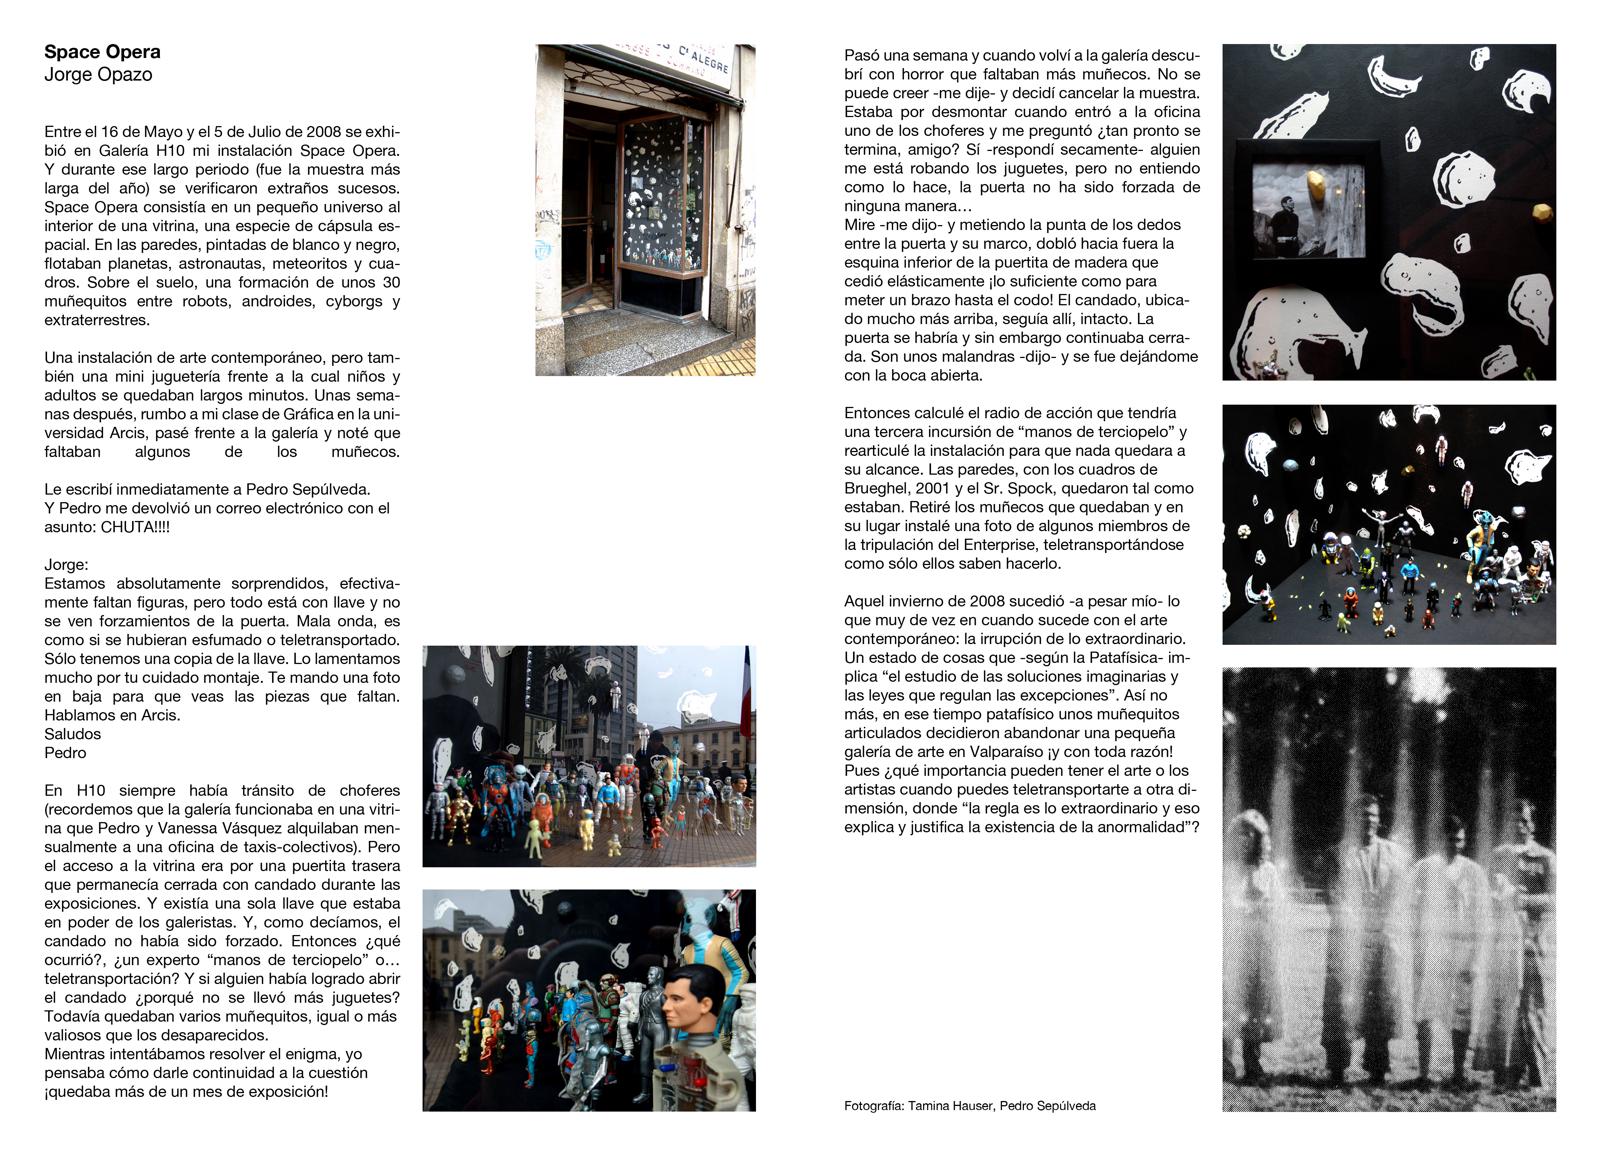 Space Opera
Jorge Opazo
Entre el 16 de Mayo y el 5 de Julio de 2008 se exhi-
bió en Galería H10 mi instalación Space Opera.
Y durante ese largo periodo (fue la muestra más
larga del año) se verificaron extraños sucesos.
Space Opera consistía en un pequeño universo al
interior de una vitrina, una especie de cápsula es-
pacial. En las paredes, pintadas de blanco y negro,
flotaban planetas, astronautas, meteoritos y cua-
dros. Sobre el suelo, una formación de unos 30
muñequitos entre robots, androides, cyborgs y
extraterrestres.
Una instalación de arte contemporáneo, pero tam-
bién una mini juguetería frente a la cual niños y
adultos se quedaban largos minutos. Unas sema-
nas después, rumbo a mi clase de Gráfica en la uni-
versidad Arcis, pasé frente a la galería y noté que
faltaban algunos de los muñecos.
Le escribí inmediatamente a Pedro Sepúlveda.
Y Pedro me devolvió un correo electrónico con el
asunto: CHUTA!!!!
Jorge:
Estamos absolutamente sorprendidos, efectiva-
mente faltan figuras, pero todo está con llave y no
se ven forzamientos de la puerta. Mala onda, es
como si se hubieran esfumado o teletransportado.
Sólo tenemos una copia de la llave. Lo lamentamos
mucho por tu cuidado montaje. Te mando una foto
en baja para que veas las piezas que faltan.
Hablamos en Arcis.
Saludos
Pedro
En H10 siempre había tránsito de choferes
(recordemos que la galería funcionaba en una vitri-
na que Pedro y Vanessa Vásquez alquilaban men-
sualmente a una oficina de taxis-colectivos). Pero
el acceso a la vitrina era por una puertita trasera
que permanecía cerrada con candado durante las
exposiciones. Y existía una sola llave que estaba
en poder de los galeristas. Y, como decíamos, el
candado no había sido forzado. Entonces ¿qué
ocurrió?, ¿un experto “manos de terciopelo” o…
teletransportación? Y si alguien había logrado abrir
el candado ¿porqué no se llevó más juguetes?
Todavía quedaban varios muñequitos, igual o más
valiosos que los desaparecidos.
Mientras intentábamos resolver el enigma, yo
pensaba cómo darle continuidad a la cuestión
¡quedaba más de un mes de exposición!
C° ALEGRE
Pasó una semana y cuando volví a la galería descu-
brí con horror que faltaban más muñecos. No se
puede creer -me dije- y decidí cancelar la muestra.
Estaba por desmontar cuando entró a la oficina
uno de los choferes y me preguntó ¿tan pronto se
termina, amigo? Sí -respondí secamente- alguien
me está robando los juguetes, pero no entiendo
como lo hace, la puerta no ha sido forzada de
ninguna manera…
Mire -me dijo- y metiendo la punta de los dedos
entre la puerta y su marco, dobló hacia fuera la
esquina inferior de la puertita de madera que
cedió elásticamente ¡lo suficiente como para
meter un brazo hasta el codo! El candado, ubica-
do mucho más arriba, seguía allí, intacto. La
puerta se habría y sin embargo continuaba cerra-
da. Son unos malandras -dijo- y se fue dejándome
con la boca abierta.
Entonces calculé el radio de acción que tendría
una tercera incursión de “manos de terciopelo” y
rearticulé la instalación para que nada quedara a
su alcance. Las paredes, con los cuadros de
Brueghel, 2001 y el Sr. Spock, quedaron tal como
estaban. Retiré los muñecos que quedaban y en
su lugar instalé una foto de algunos miembros de
la tripulación del Enterprise, teletransportándose
como sólo ellos saben hacerlo.
Aquel invierno de 2008 sucedió -a pesar mío- lo
que muy de vez en cuando sucede con el arte
contemporáneo: la irrupción de lo extraordinario.
Un estado de cosas que -según la Patafísica- im-
plica “el estudio de las soluciones imaginarias y
las leyes que regulan las excepciones”. Así no
más, en ese tiempo patafísico unos muñequitos
articulados decidieron abandonar una pequeña
galería de arte en Valparaíso ¡y con toda razón!
Pues ¿qué importancia pueden tener el arte o los
artistas cuando puedes teletransportarte a otra di-
mensión, donde “la regla es lo extraordinario y eso
explica y justifica la existencia de la anormalidad”?
Fotografía: Tamina Hauser, Pedro Sepúlveda